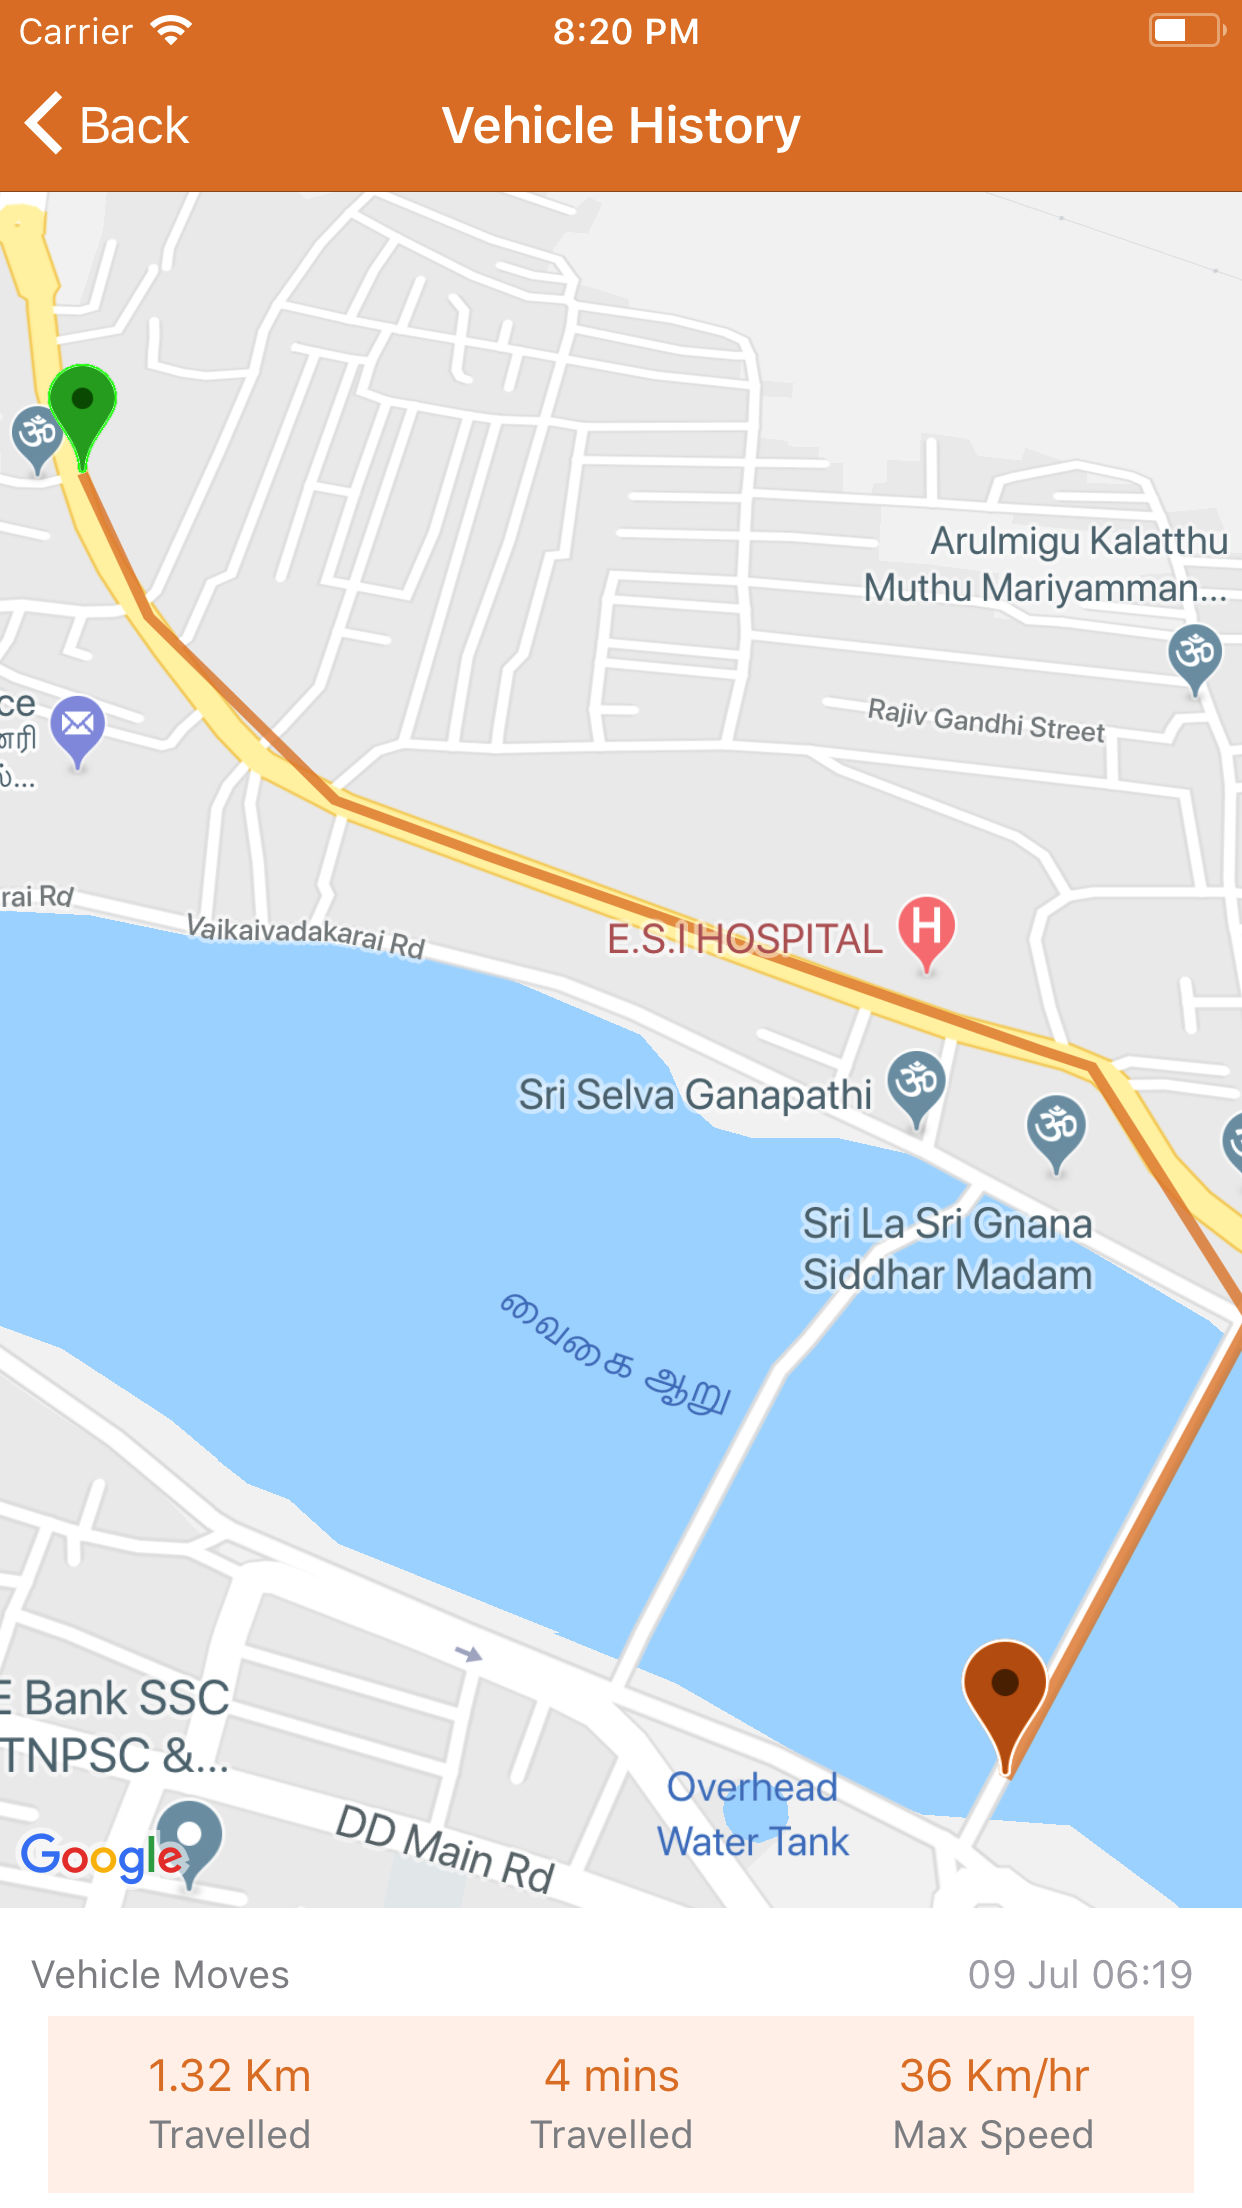 Carrier
8:20 PM
Back
Vehicle History
Arulmigu Kalatthu
Muthu Mariyamman...
Rajiv Gandhi Street
ce
rai Rd
Vaikaivadakarai Rd
E.S.I HOSPITAL
H
Sri Selva Ganapathi
Sri La Sri Gnana
Siddhar Madam
வைகை ஆறு
E Bank SSC
TNPSC &...
Overhead
Water Tank
DD Main Rd
Google
Vehicle Moves
09 Jul 06:19
1.32 Km
4 mins
36 Km/hr
Travelled
Travelled
Max Speed